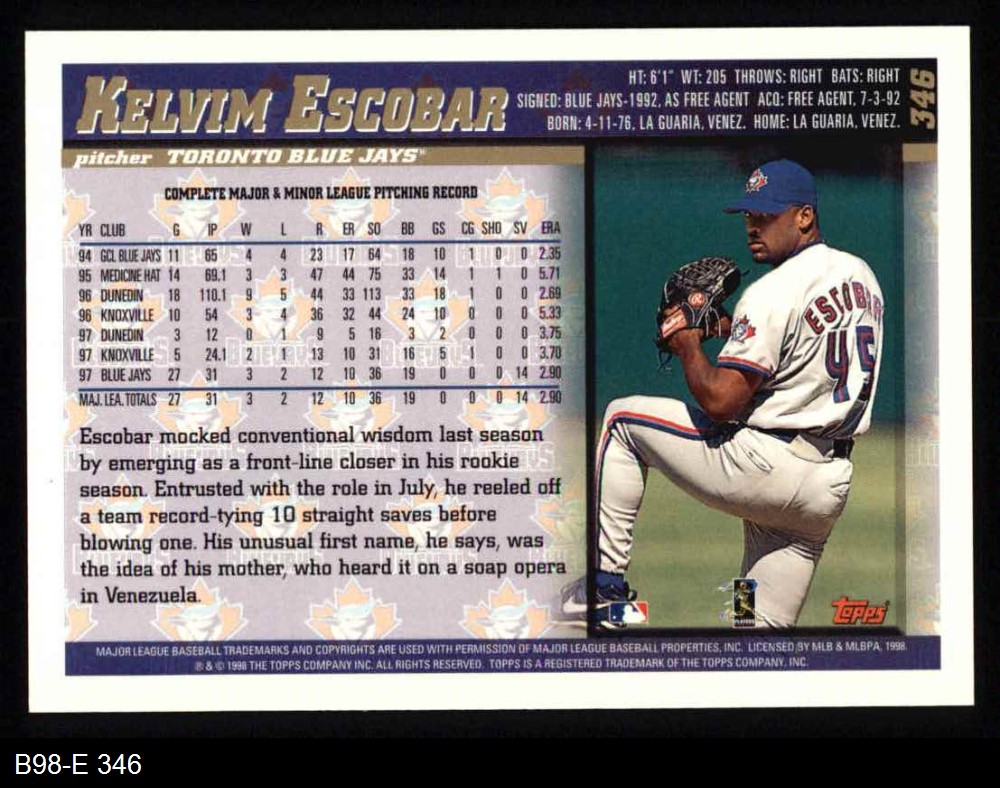 KELVIM ESCOBAR
HT: 6'1" WT: 205 THROWS: RIGHT BATS: RIGHT
SIGNED: BLUE JAYS-1992, AS FREE AGENT ACQ: FREE AGENT, 7-3-92
BORN: 4-11-76, LA GUARIA, VENEZ. HOME: LA GUARIA, VENEZ.
346
pitcher TORONTO BLUE JAYS
COMPLETE MAJOR & MINOR LEAGUE PITCHING RECORD
YR CLUB G IP W L R ER SO BB GS CG SHO SV ERA
94 GCL BLUE JAYS 11 65 4 4 23 17 64 18 10 1 0 0 2.35
95 MEDICINE HAT 14 69.1 3 3 47 44 75 33 14 1 1 0 5.71
96 DUNEDIN 18 110.1 9 5 44 33 113 33 18 1 0 0 2.69
96 KNOXVILLE 10 54 3 4 36 32 44 24 10 0 0 0 5.33
97 DUNEDIN 3 12 0 1 9 5 16 3 2 0 0 0 3.75
97 KNOXVILLE 5 24.1 2 1 13 10 31 16 5 1 0 0 3.70
97 BLUE JAYS 27 31 3 2 12 10 36 19 0 0 0 14 2.90
MAJ. LEA. TOTALS 27 31 3 2 12 10 36 19 0 0 0 14 2.90
Escobar mocked conventional wisdom last season
by emerging as a front-line closer in his rookie
season. Entrusted with the role in July, he reeled off
a team record-tying 10 straight saves before
blowing one. His unusual first name, he says, was
the idea of his mother, who heard it on a soap opera
in Venezuela.
ESCOBAR
45
PLAYERS
Topps
MAJOR LEAGUE BASEBALL TRADEMARKS AND COPYRIGHTS ARE USED WITH PERMISSION OF MAJOR LEAGUE BASEBALL PROPERTIES, INC. LICENSED BY MLB & MLBPA, 1998.
® & © 1998 THE TOPPS COMPANY INC. ALL RIGHTS RESERVED. TOPPS IS A REGISTERED TRADEMARK OF THE TOPPS COMPANY, INC.
B98-E 346